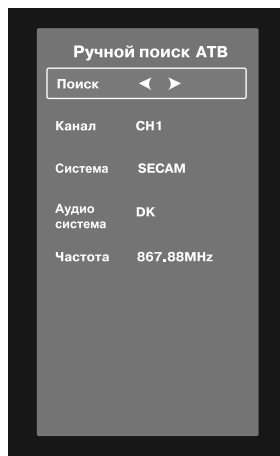 Ручной поиск АТВ
Поиск
Канал CH1
Система SECAM
Аудио
система DK
Частота 867.88MHz